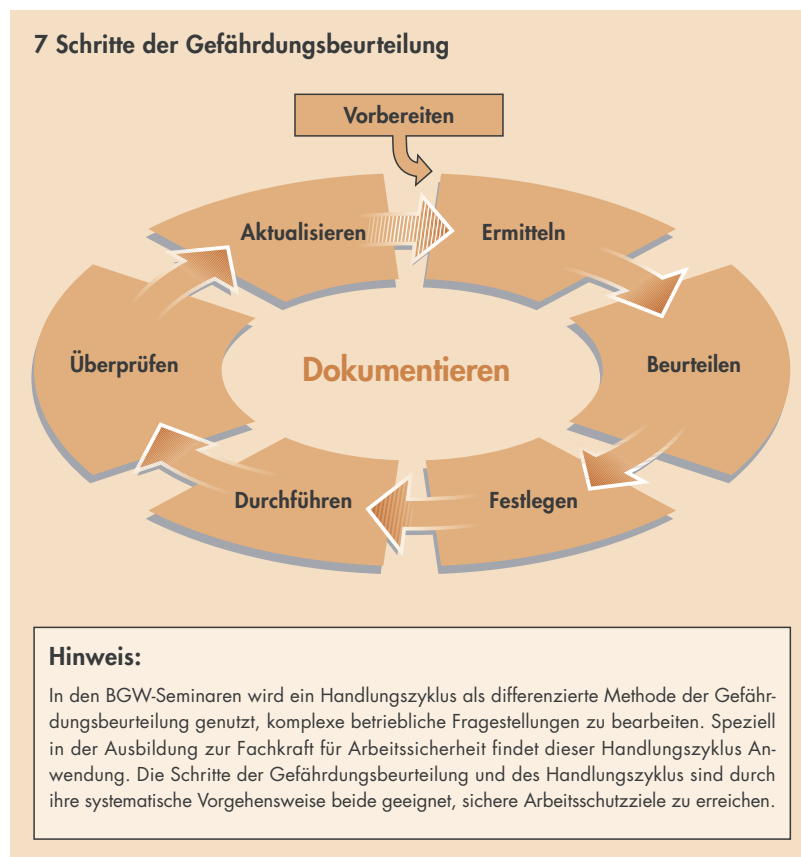 7 Schritte der Gefährdungsbeurteilung
Vorbereiten
Aktualisieren
Ermitteln
Überprüfen
Dokumentieren
Beurteilen
Durchführen
Festlegen
Hinweis:
In den BGW-Seminaren wird ein Handlungszyklus als differenzierte Methode der Gefähr-
dungsbeurteilung genutzt, komplexe betriebliche Fragestellungen zu bearbeiten. Speziell
in der Ausbildung zur Fachkraft für Arbeitssicherheit findet dieser Handlungszyklus An-
wendung. Die Schritte der Gefährdungsbeurteilung und des Handlungszyklus sind durch
ihre systematische Vorgehensweise beide geeignet, sichere Arbeitsschutzziele zu erreichen.